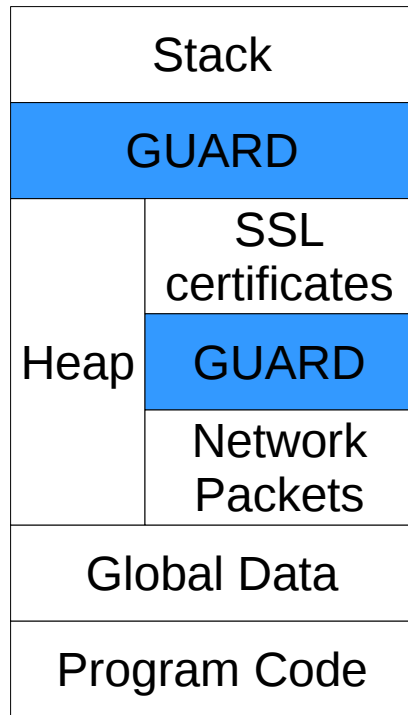 Stack
GUARD
SSL
certificates
Heap
GUARD
Network
Packets
Global Data
Program Code